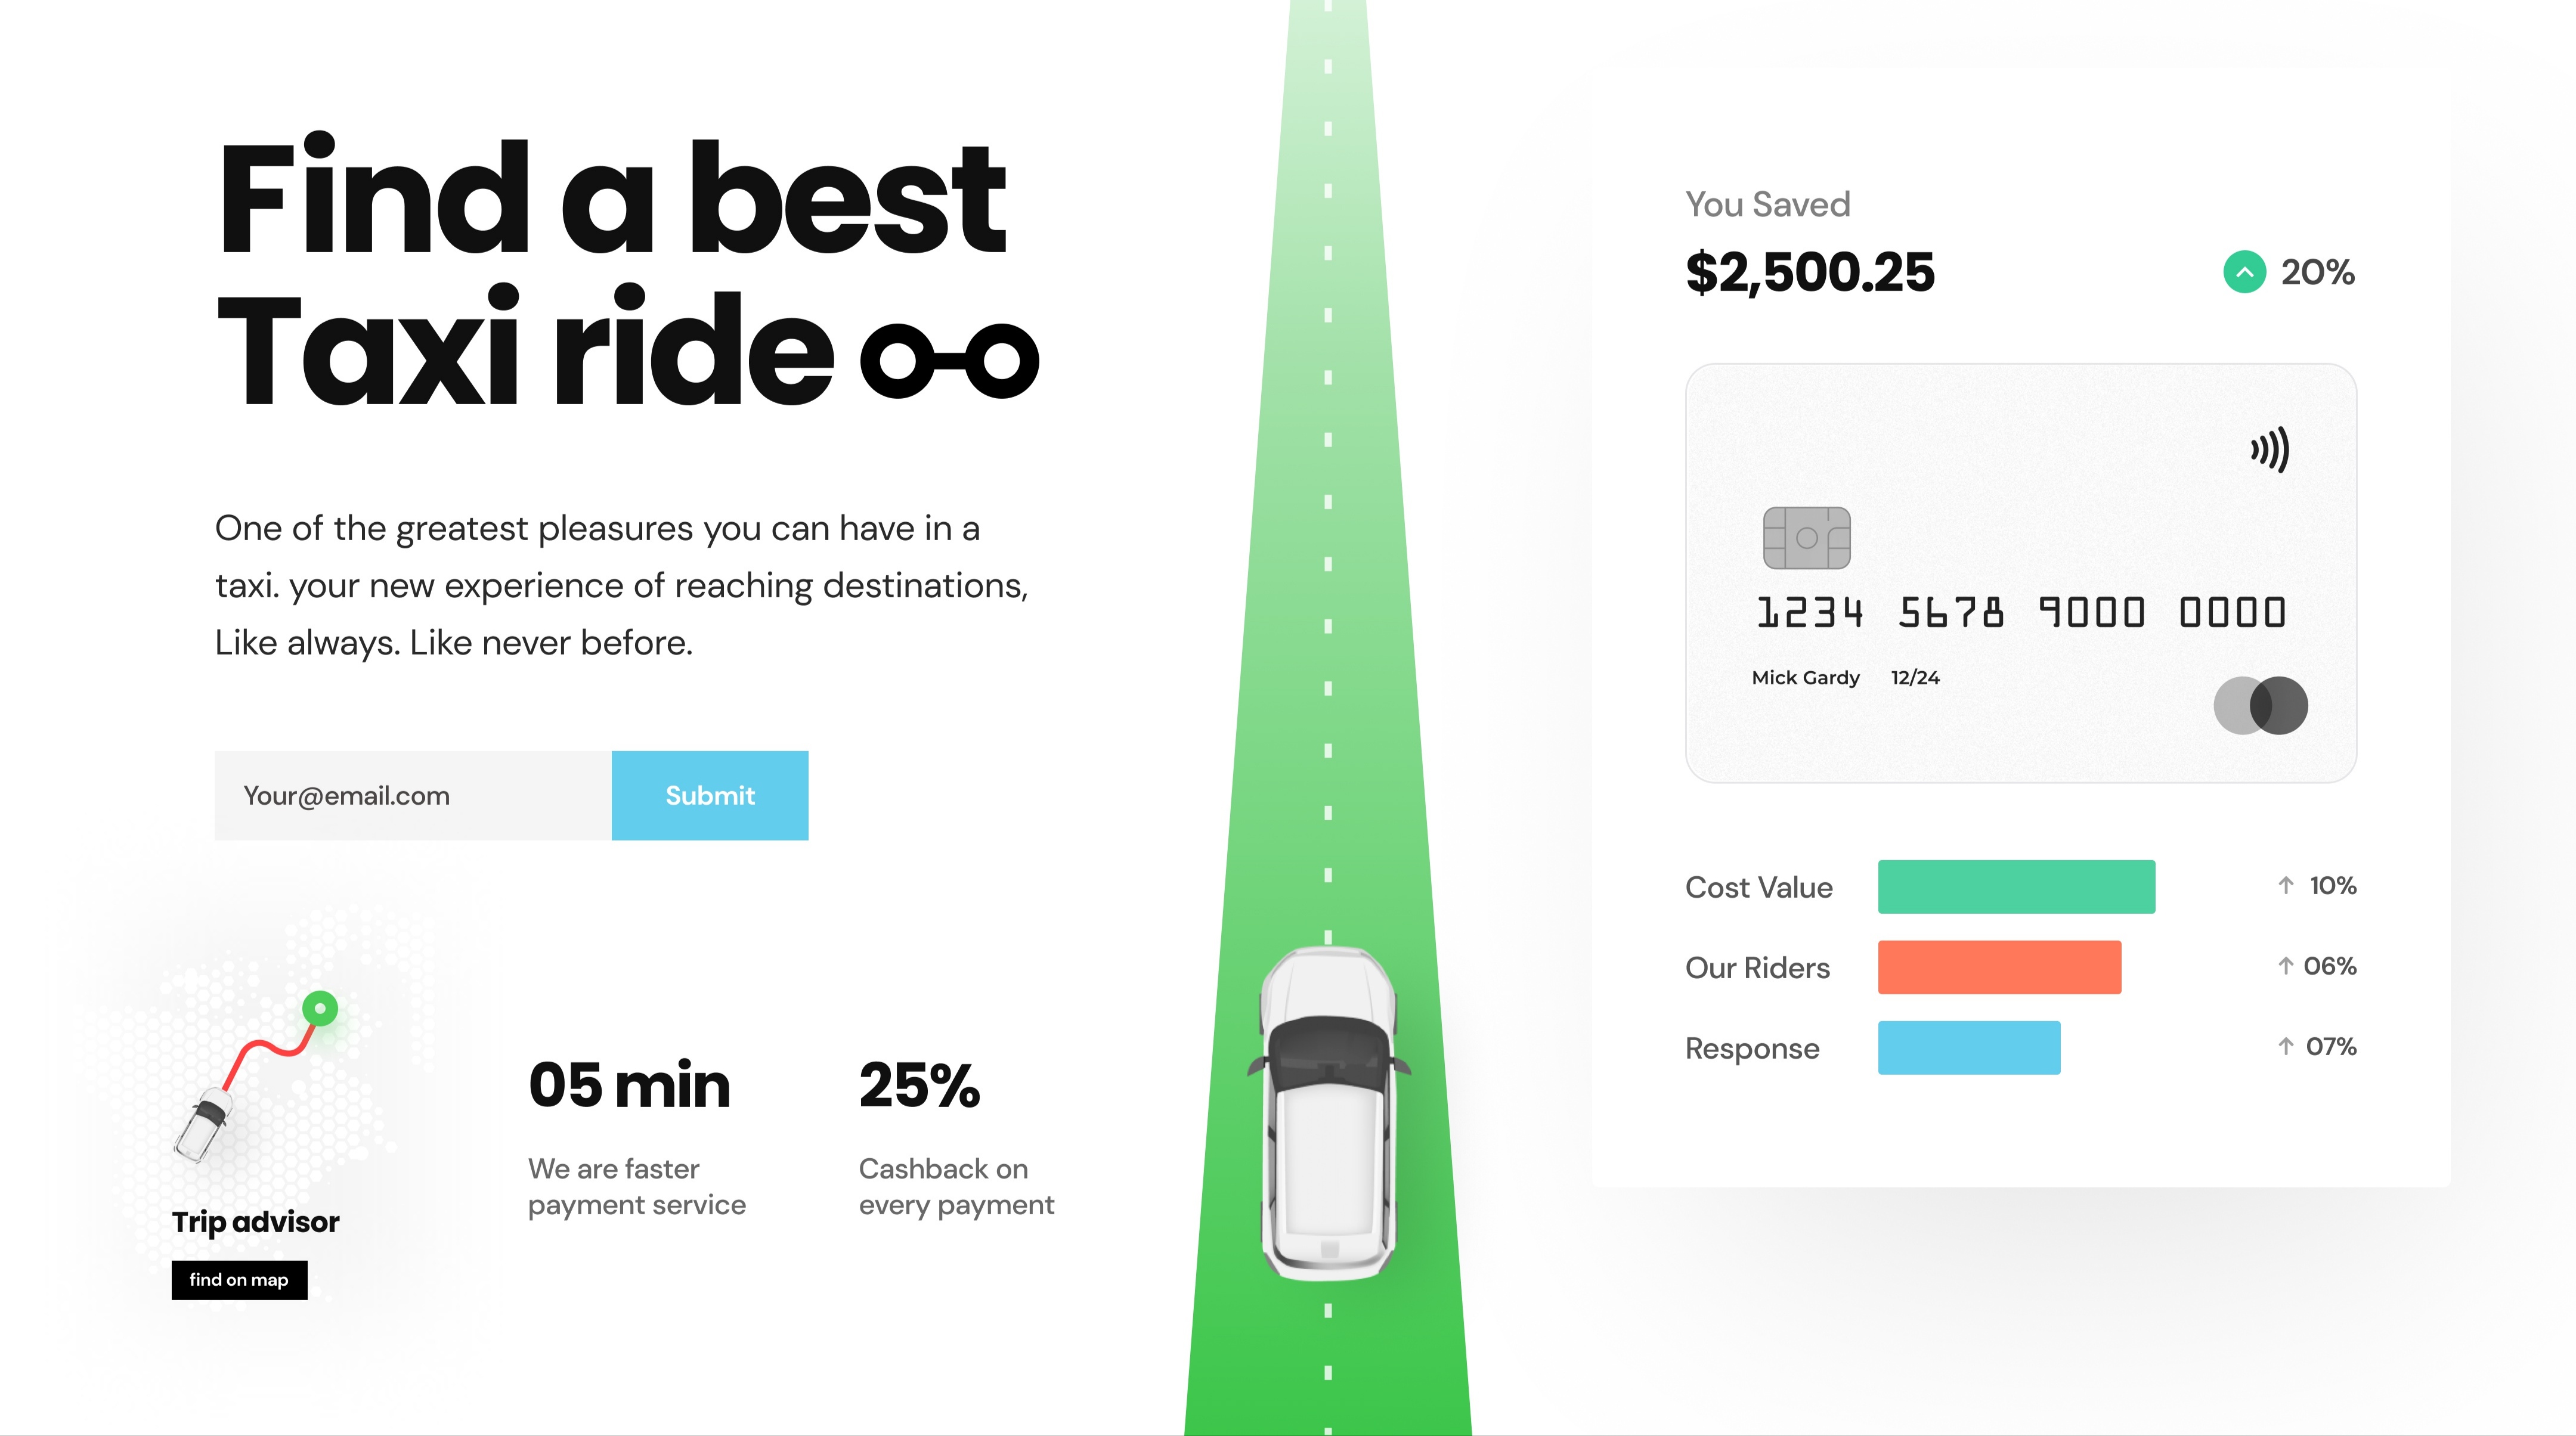 Find a best
Taxi ride
One of the greatest pleasures you can have in a
taxi. your new experience of reaching destinations,
Like always. Like never before.
Your@email.com
Submit
Trip advisor
find on map
05 min
We are faster
payment service
25%
Cashback on
every payment
You Saved
$2,500.25
20%
1234 5678 9000 0000
Mick Gardy 12/24
Cost Value
10%
Our Riders
06%
Response
07%